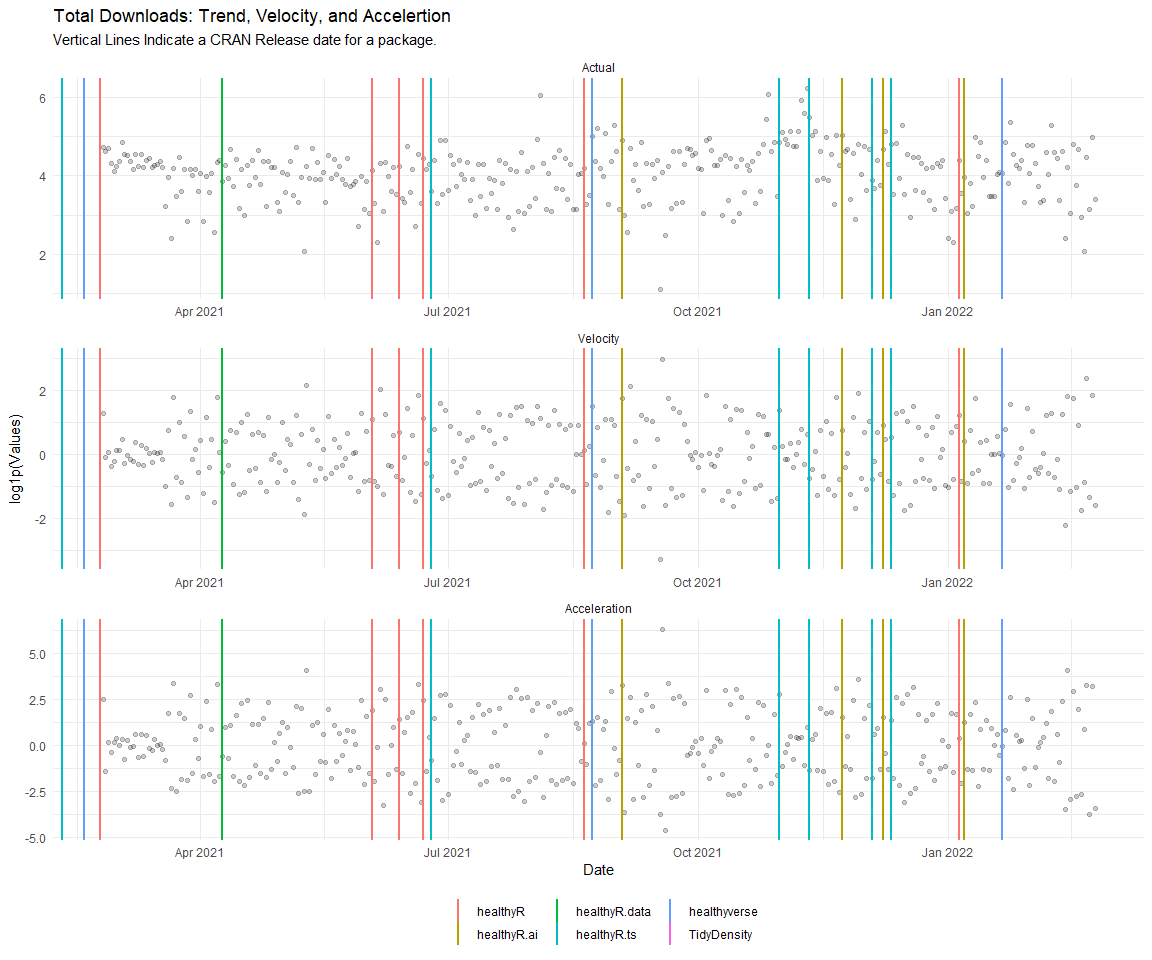 Total Downloads: Trend, Velocity, and Accelertion
Vertical Lines Indicate a CRAN Release date for a package.
Actual
6
4
2
Apr 2021
Jul 2021
Oct 2021
Jan 2022
Velocity
2
0
-2
Apr 2021
Jul 2021
Oct 2021
Jan 2022
log1p(Values)
Acceleration
5.0
2.5
0.0
-2.5
-5.0
Apr 2021
Jul 2021
Oct 2021
Jan 2022
Date
healthyR
healthyR.data
healthyverse
healthyR.ai
healthyR.ts
TidyDensity